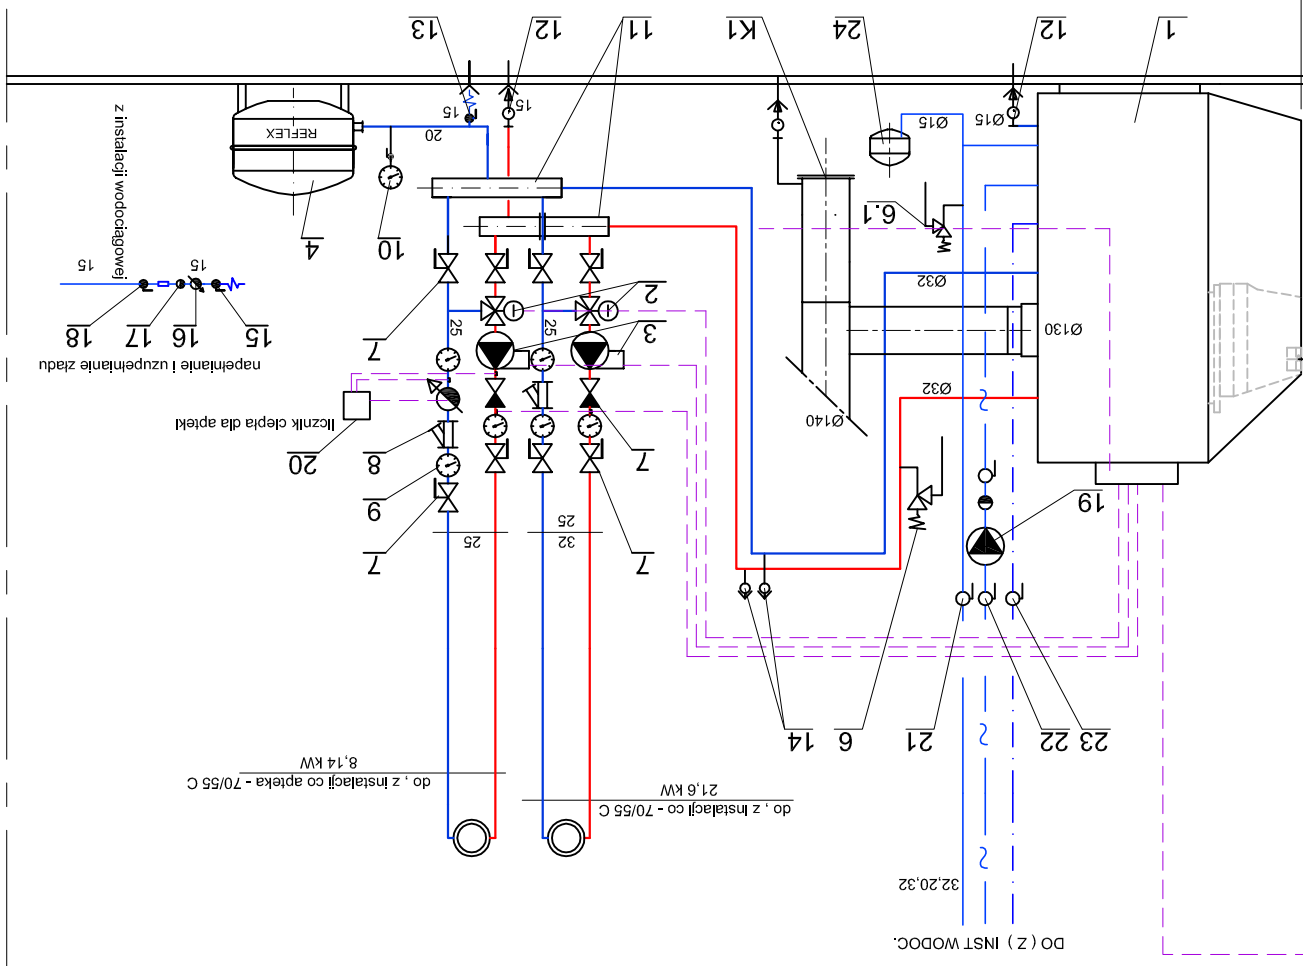 DO ( Z ) INST WODOC.
32,20,32
do , z instalacji co - 70/55 C
21,6 kW
do , z instalacji co apteka - 70/55 C
8,14 kW
23
22
21
6
14
7
7
32
25
25
19
9
7
8
20
licznik ciepła dla apteki
Ø140
Ø32
napełnianie i uzupełnianie zładu
Ø130
3
7
25
25
15
16
17
18
2
Ø32
15
15
z instalacji wodociągowej
6.1
10
4
REFLEX
20
Ø15
Ø15
15
15
1
12
24
K1
11
12
13